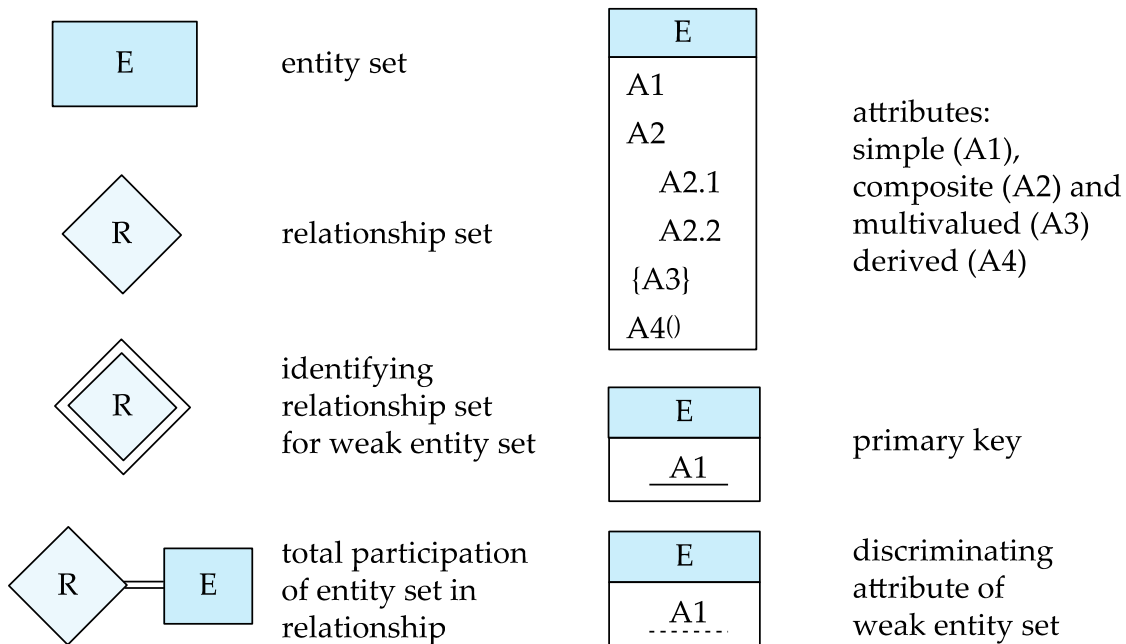 E
entity set
R
relationship set
R
identifying
relationship set
for weak entity set
R
E
total participation
of entity set in
relationship
E
A1
A2
A2.1
A2.2
{A3}
A4()
attributes:
simple (A1),
composite (A2) and
multivalued (A3)
derived (A4)
E
A1
primary key
E
A1
discriminating
attribute of
weak entity set